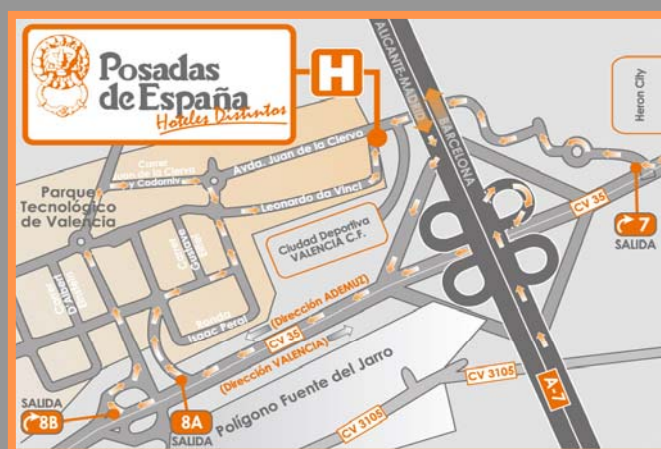 Posadas
de España
Hoteles Distintos
H
ALICANTE-MADRID
BARCELONA
Heron City
Carrer
Juan de la Cierva
y Codorniv
Avda. Juan de la Cierva
Parque
Tecnológico
de Valencia
Leonardo da Vinci
CV 35
7
SALIDA
Ciudad Deportiva
VALENCIA C.F.
Carrer
Gustave
Eiffel
Carrer
D'Albert
Einstein
Ronda
Isaac Peral
(Dirección ADEMUZ)
CV 35
(Dirección VALENCIA)
Polígono Fuente del Jarro
CV 3105
CV 3105
A-7
SALIDA
8B
8A
SALIDA